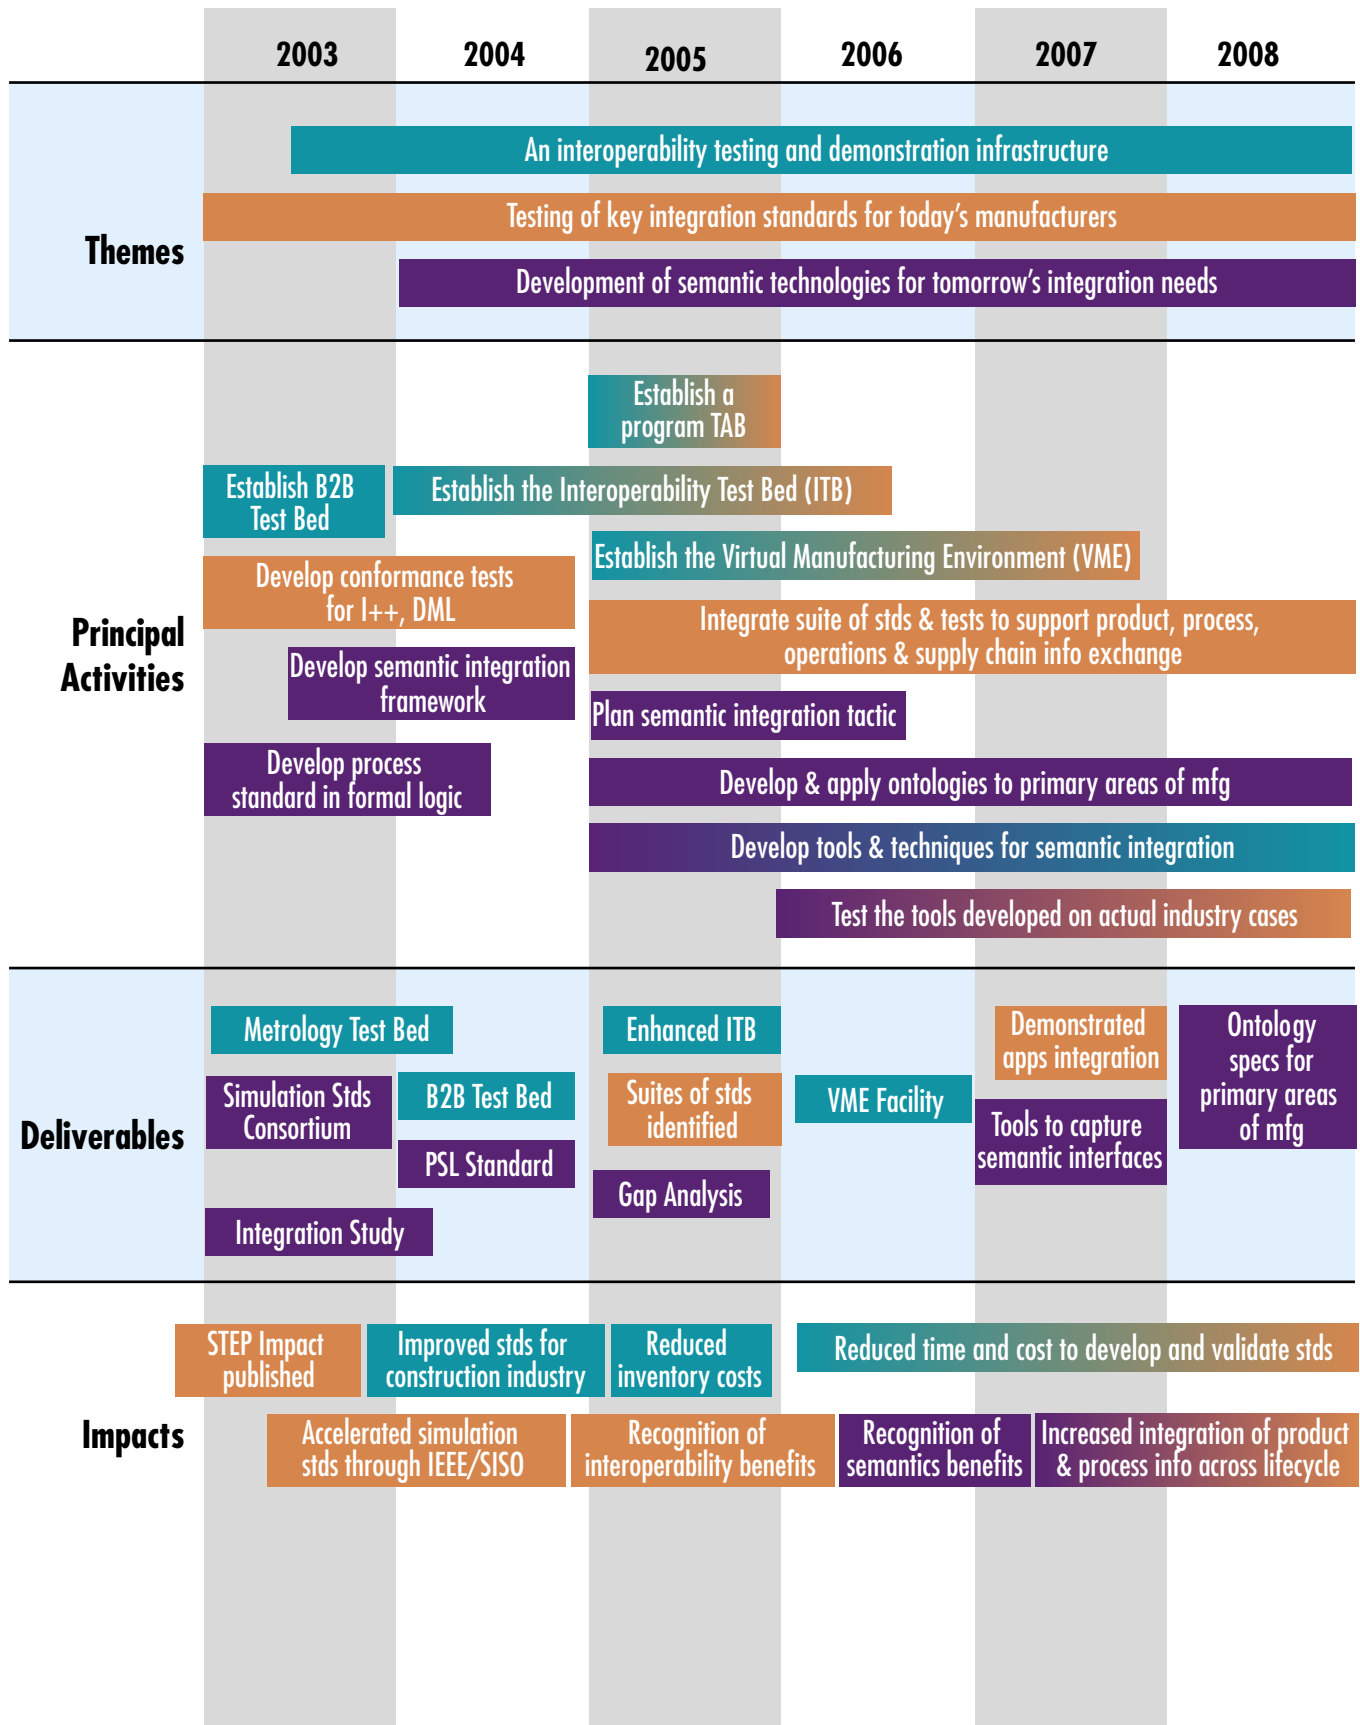 2003 2004 2005 2006 2007 2008
Themes
An interoperability testing and demonstration infrastructure
Testing of key integration standards for today's manufacturers
Development of semantic technologies for tomorrow's integration needs
Principal
Activities
Establish a
program TAB
Establish B2B
Test Bed
Establish the Interoperability Test Bed (ITB)
Establish the Virtual Manufacturing Environment (VME)
Develop conformance tests
for I++, DML
Integrate suite of stds & tests to support product, process,
operations & supply chain info exchange
Develop semantic integration
framework
Plan semantic integration tactic
Develop process
standard in formal logic
Develop & apply ontologies to primary areas of mfg
Develop tools & techniques for semantic integration
Test the tools developed on actual industry cases
Deliverables
Metrology Test Bed
Simulation Stds
Consortium
B2B Test Bed
PSL Standard
Integration Study
Enhanced ITB
Suites of stds
identified
Gap Analysis
VME Facility
Demonstrated
apps integration
Tools to capture
semantic interfaces
Ontology
specs for
primary areas
of mfg
Impacts
STEP Impact
published
Improved stds for
construction industry
Reduced
inventory costs
Reduced time and cost to develop and validate stds
Accelerated simulation
stds through IEEE/SISO
Recognition of
interoperability benefits
Recognition of
semantics benefits
Increased integration of product
& process info across lifecycle